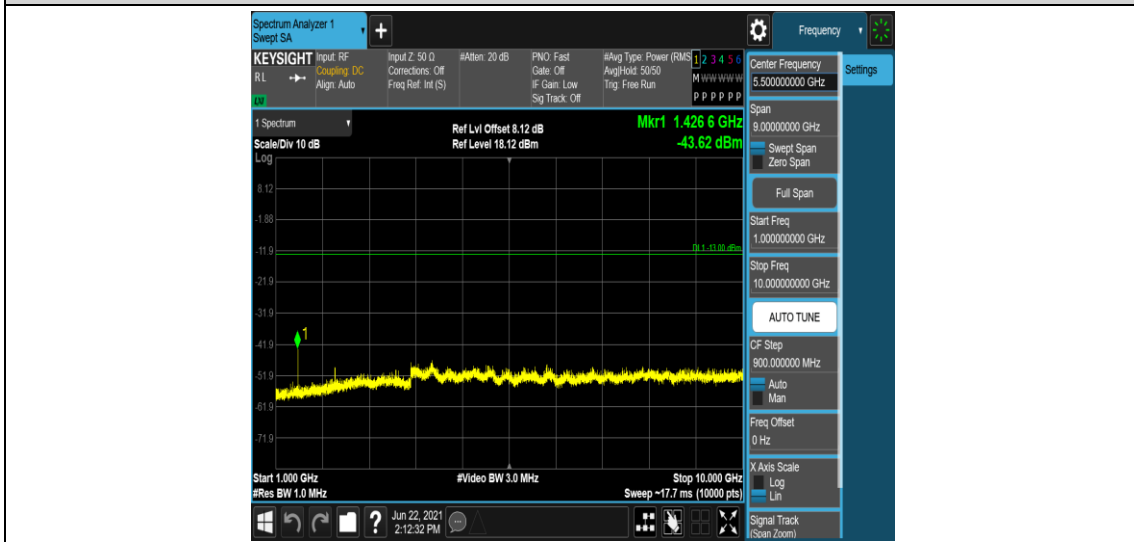 Spectrum Analyzer 1
Swept SA
+
Frequency
KEYSIGHT
RL
LXI
Input: RF
Coupling: DC
Align: Auto
Input Z: 50 Ω
Corrections: Off
Freq Ref: Int (S)
#Atten: 20 dB
PNO: Fast
Gate: Off
IF Gain: Low
Sig Track: Off
#Avg Type: Power (RMS
Avg|Hold: 50/50
Trig: Free Run
1 2 3 4 5 6
M W W W W W
P P P P P P
1 Spectrum
Scale/Div 10 dB
Log
Ref Lvl Offset 8.12 dB
Ref Level 18.12 dBm
Mkr1 1.426 6 GHz
-43.62 dBm
8.12
-1.88
-11.9
DL1 -13.00 dBm
-21.9
-31.9
1
-41.9
-51.9
-61.9
-71.9
Start 1.000 GHz
#Res BW 1.0 MHz
#Video BW 3.0 MHz
Stop 10.000 GHz
Sweep ~17.7 ms (10000 pts)
?
Jun 22, 2021
2:12:32 PM
Center Frequency
5.500000000 GHz
Settings
Span
9.00000000 GHz
Swept Span
Zero Span
Full Span
Start Freq
1.000000000 GHz
Stop Freq
10.000000000 GHz
AUTO TUNE
CF Step
900.000000 MHz
Auto
Man
Freq Offset
0 Hz
X Axis Scale
Log
Lin
Signal Track
(Span Zoom)